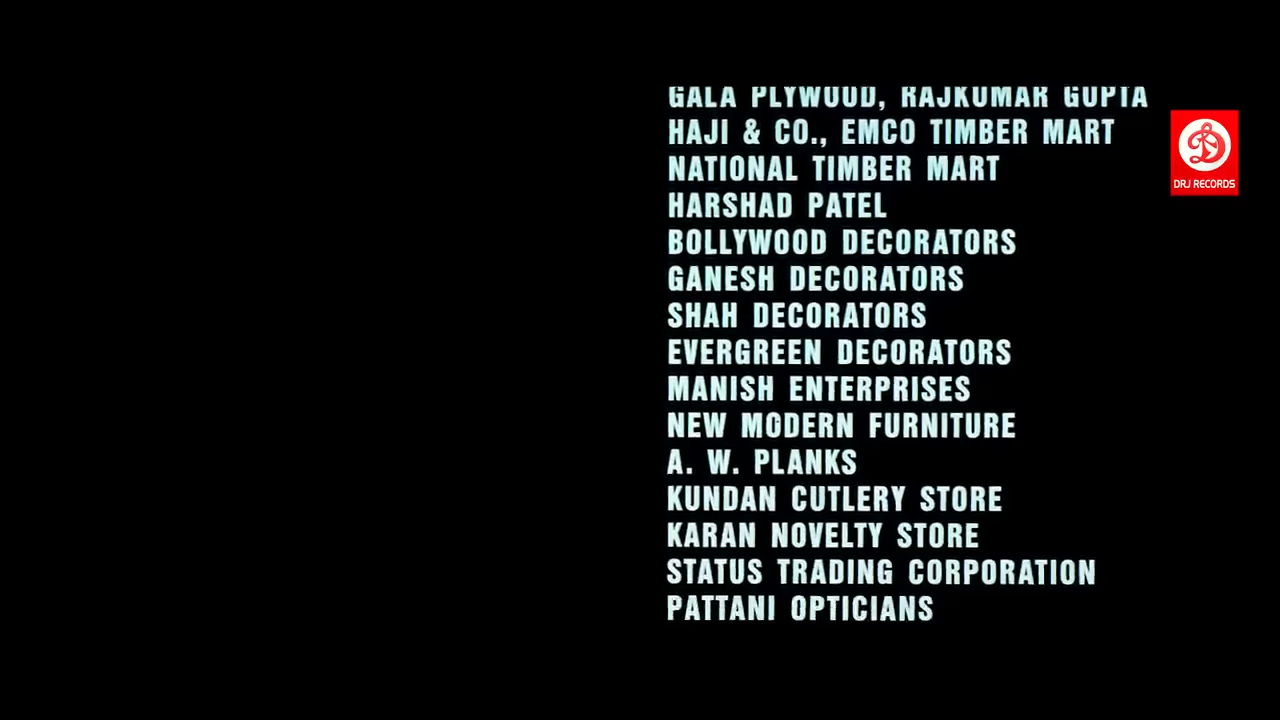 GALA PLYWOOD, RAJKUMAR GUPTA
HAJI & CO., EMCO TIMBER MART
NATIONAL TIMBER MART
HARSHAD PATEL
BOLLYWOOD DECORATORS
GANESH DECORATORS
SHAH DECORATORS
EVERGREEN DECORATORS
MANISH ENTERPRISES
NEW MODERN FURNITURE
A. W. PLANKS
KUNDAN CUTLERY STORE
KARAN NOVELTY STORE
STATUS TRADING CORPORATION
PATTANI OPTICIANS
DRJ RECORDS